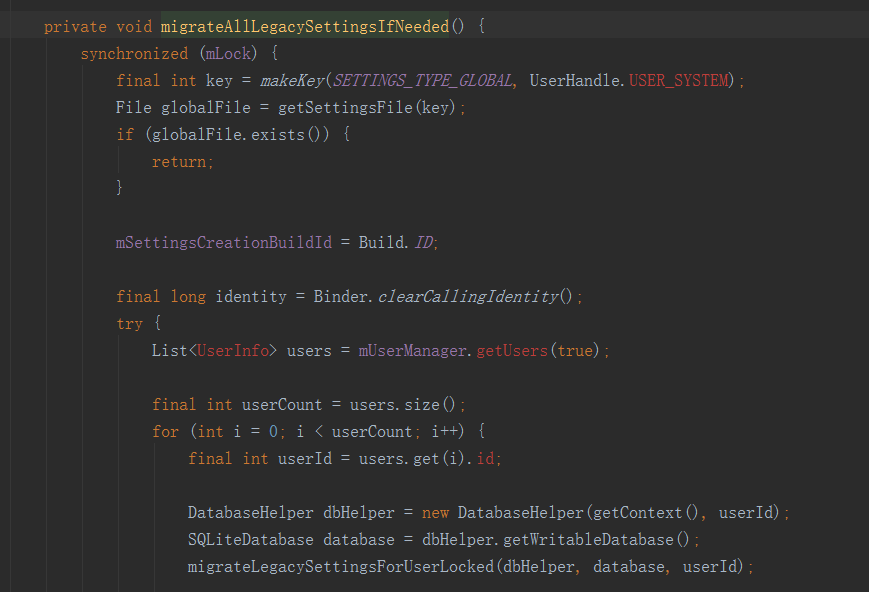 private void migrateAllLegacySettingsIfNeeded() {
synchronized (mLock) {
final int key = makeKey(SETTINGS_TYPE_GLOBAL, UserHandle.USER_SYSTEM);
File globalFile = getSettingsFile(key);
if (globalFile.exists()) {
return;
}
mSettingsCreationBuildId = Build.ID;
final long identity = Binder.clearCallingIdentity();
try {
List<UserInfo> users = mUserManager.getUsers(true);
final int userCount = users.size();
for (int i = 0; i < userCount; i++) {
final int userId = users.get(i).id;
DatabaseHelper dbHelper = new DatabaseHelper(getContext(), userId);
SQLiteDatabase database = dbHelper.getWritableDatabase();
migrateLegacySettingsForUserLocked(dbHelper, database, userId);